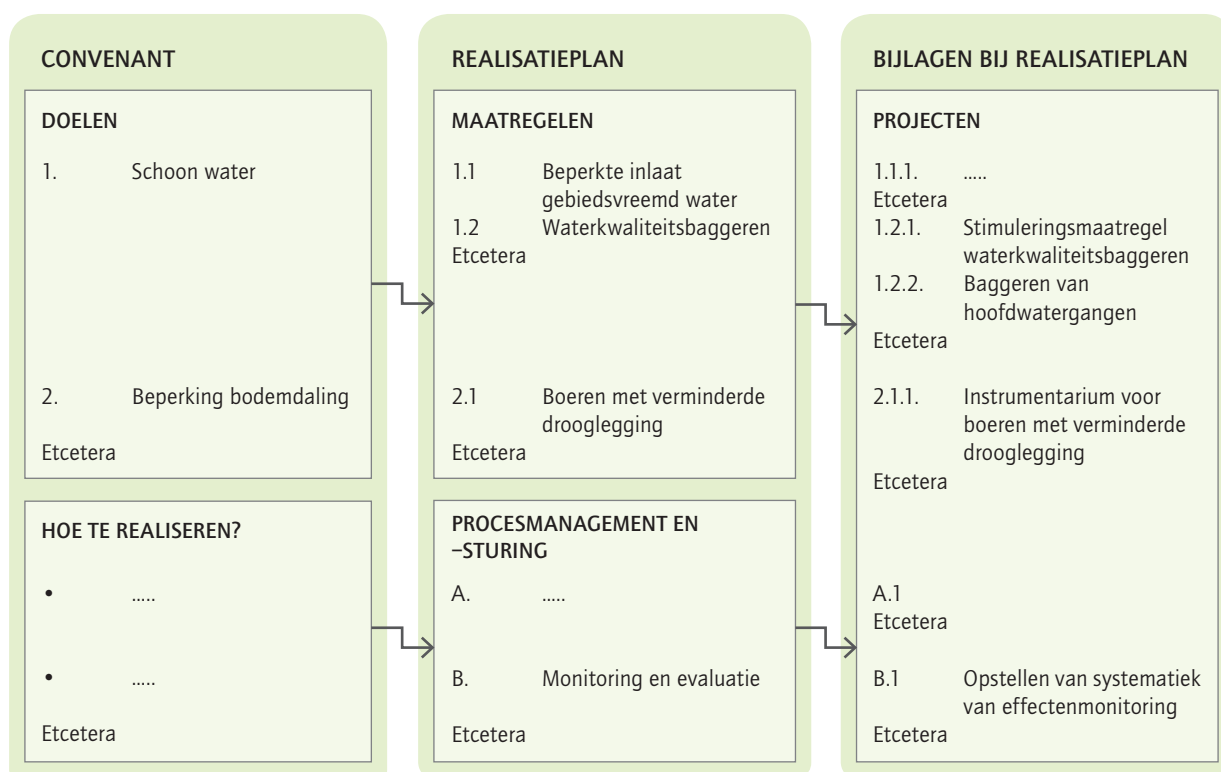 CONVENANT
DOELEN
1. Schoon water
2. Beperking bodemdaling
Etcetera
HOE TE REALISEREN?
• .....
• .....
Etcetera
REALISATIEPLAN
MAATREGELEN
1.1 Beperkte inlaat
gebiedsvreemd water
1.2 Waterkwaliteitsbaggeren
Etcetera
2.1 Boeren met verminderde
drooglegging
Etcetera
PROCESMANAGEMENT EN
–STURING
A. .....
B. Monitoring en evaluatie
Etcetera
BIJLAGEN BIJ REALISATIEPLAN
PROJECTEN
1.1.1. .....
Etcetera
1.2.1. Stimuleringsmaatregel
waterkwaliteitsbaggeren
1.2.2. Baggeren van
hoofdwatergangen
Etcetera
2.1.1. Instrumentarium voor
boeren met verminderde
drooglegging
Etcetera
A.1
Etcetera
B.1 Opstellen van systematiek
van effectenmonitoring
Etcetera